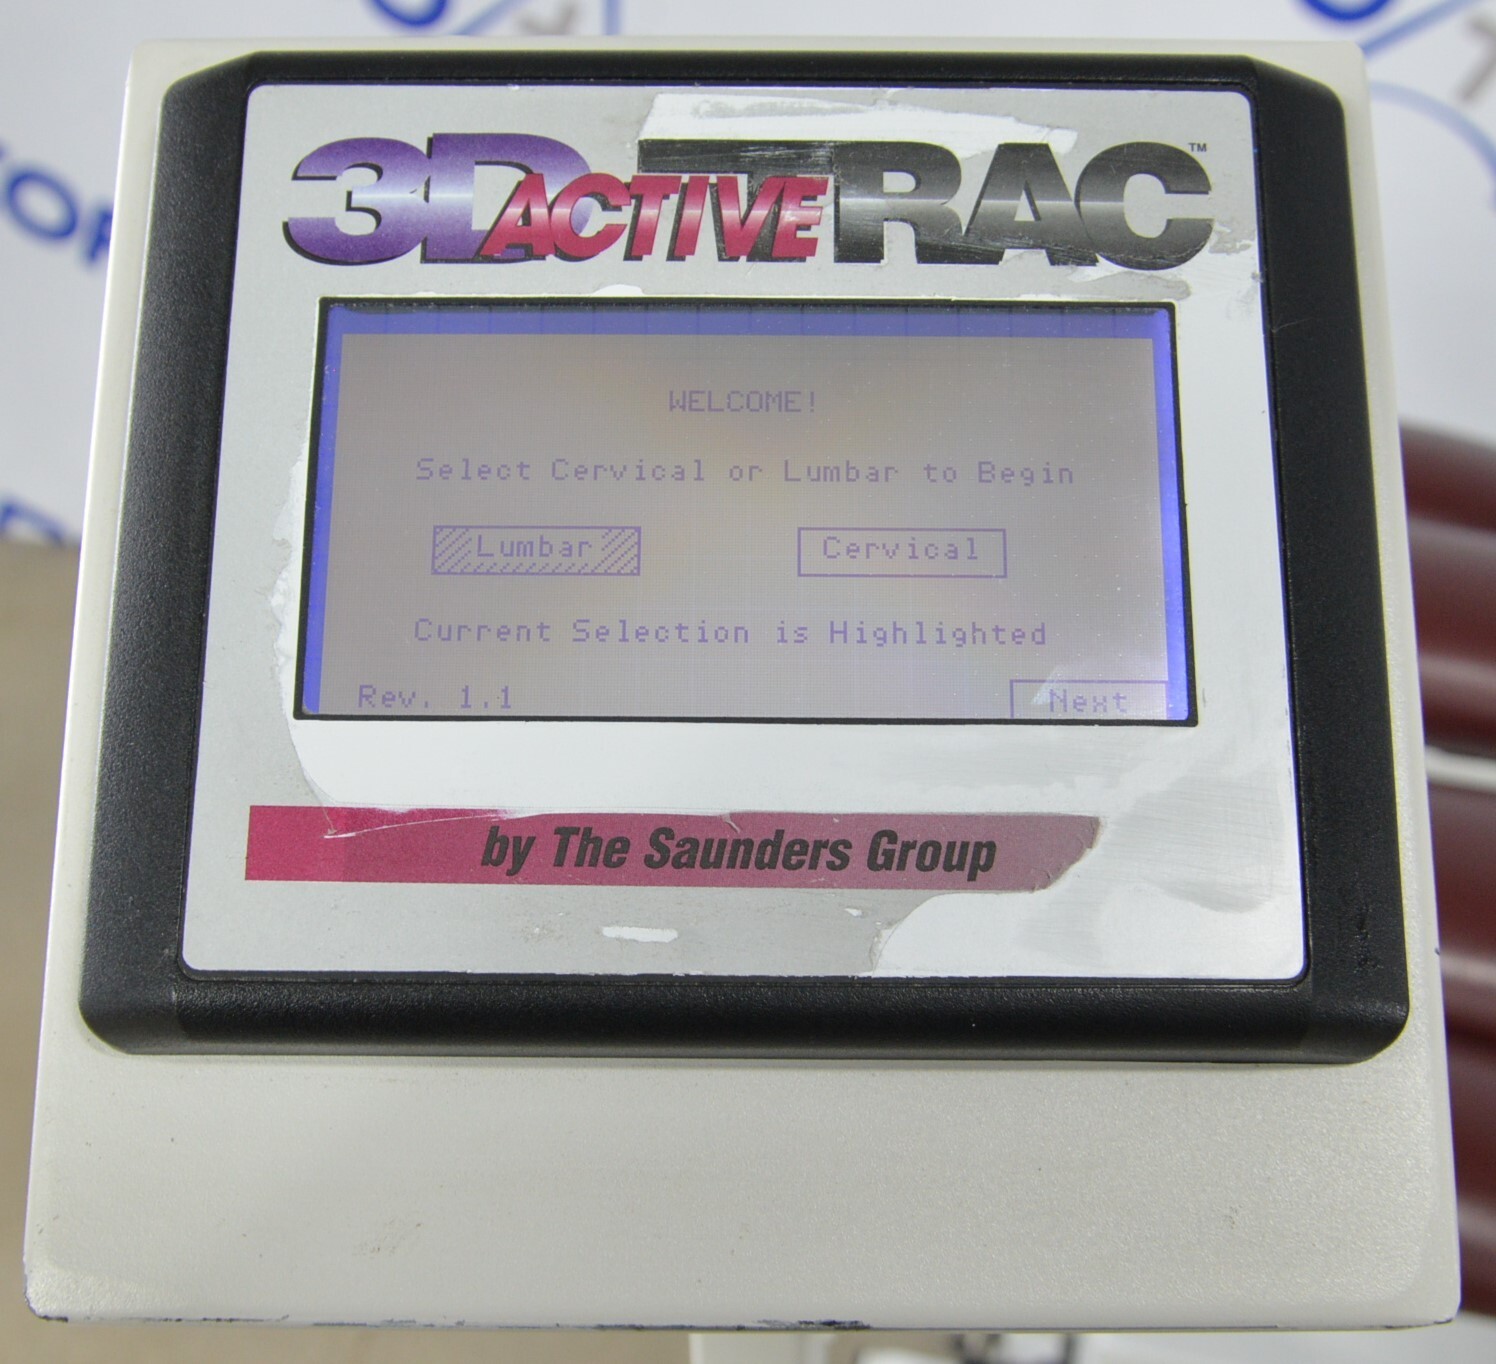 3D ACTIVE TRAC™
WELCOME!
Select Cervical or Lumbar to Begin
Lumbar Cervical
Current Selection is Highlighted
Rev. 1.1 Next
by The Saunders Group